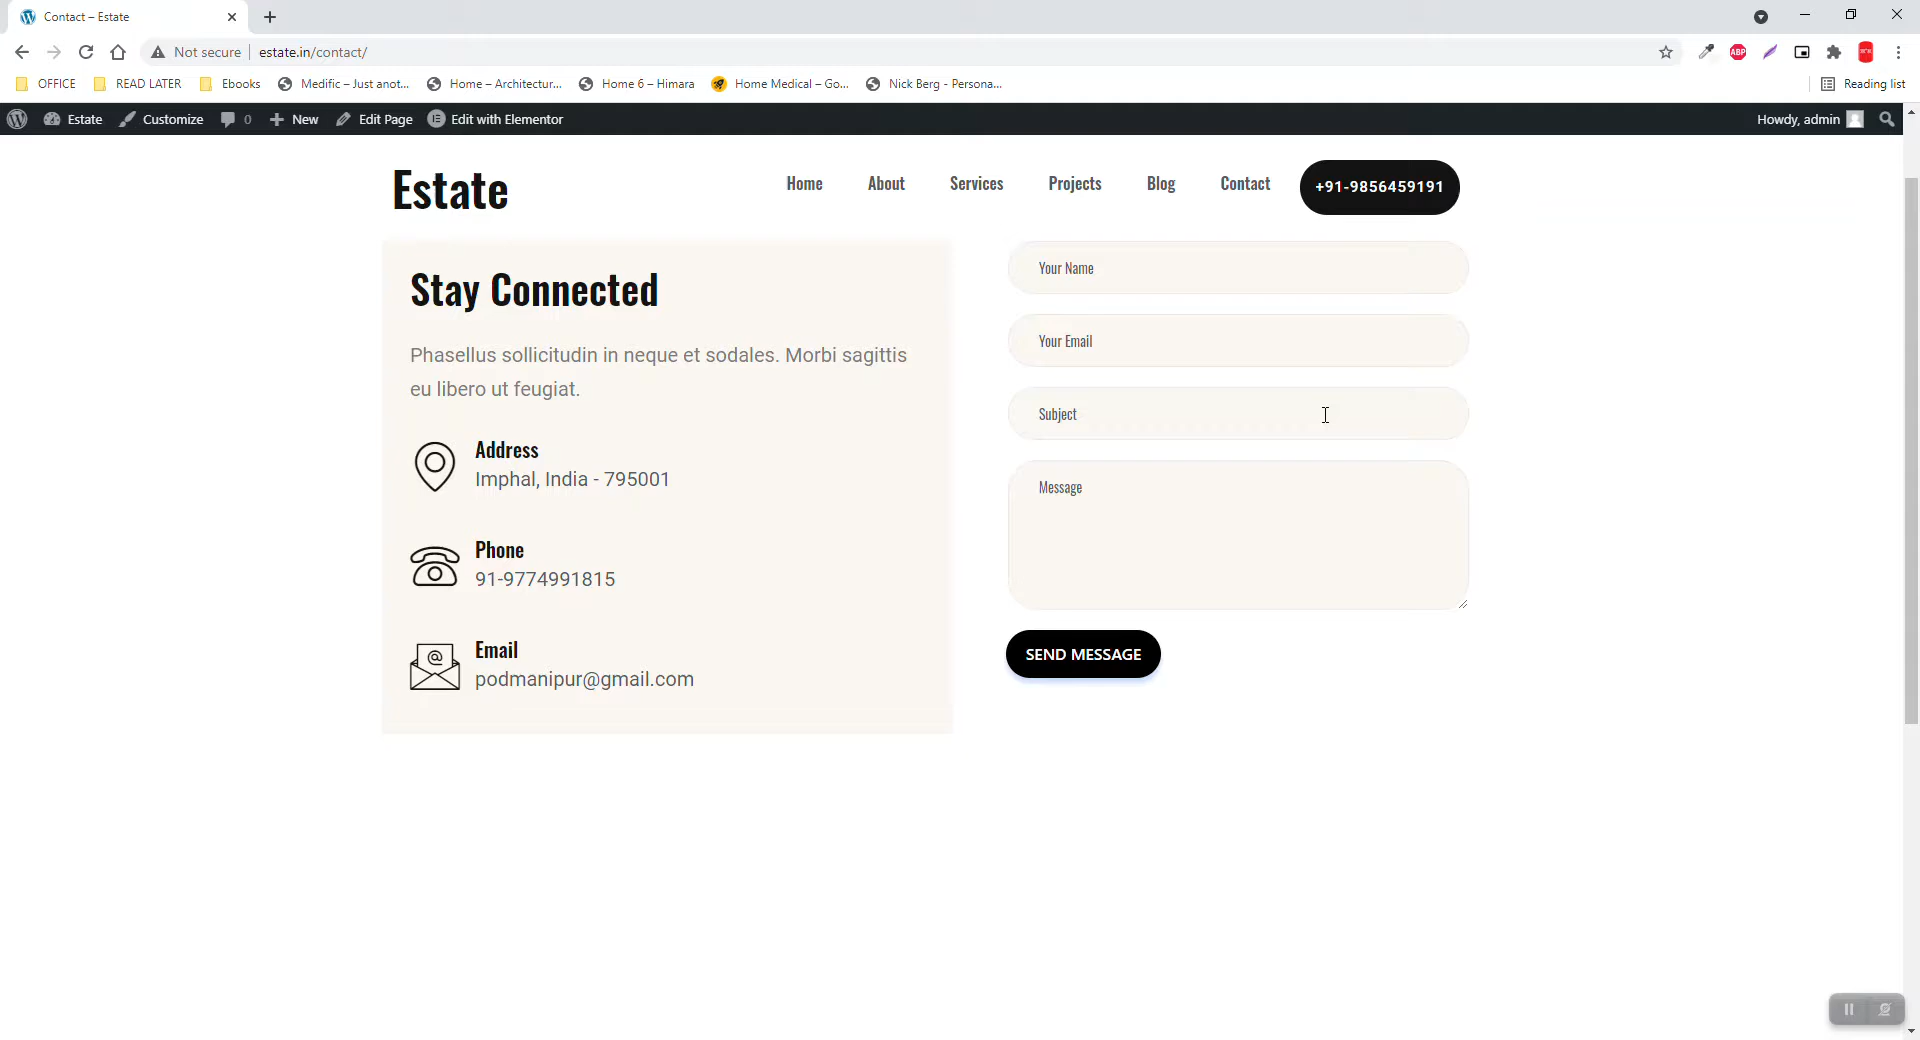 Contact – Estate
Not secure
estate.in/contact/
ABP
OFFICE
READ LATER
Ebooks
Medific – Just anot...
Home – Architectur...
Home 6 – Himara
Home Medical – Go...
Nick Berg - Persona...
Reading list
Estate
Customize
0
New
Edit Page
Edit with Elementor
Howdy, admin
Estate
Home
About
Services
Projects
Blog
Contact
+91-9856459191
Stay Connected
Phasellus sollicitudin in neque et sodales. Morbi sagittis
eu libero ut feugiat.
Address
Imphal, India - 795001
Phone
91-9774991815
Email
podmanipur@gmail.com
Your Name
Your Email
Subject
Message
SEND MESSAGE